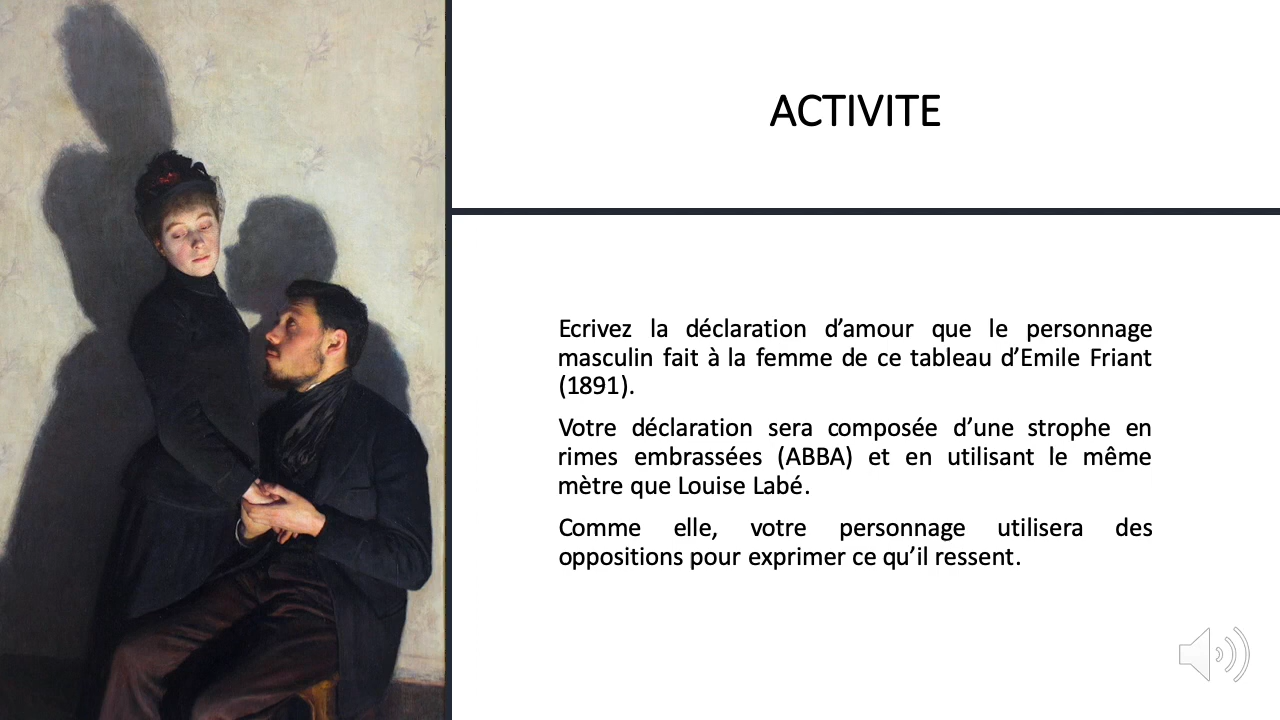 ACTIVITE
Ecrivez la déclaration d’amour que le personnage
masculin fait à la femme de ce tableau d’Emile Friant
(1891).
Votre déclaration sera composée d’une strophe en
rimes embrassées (ABBA) et en utilisant le même
mètre que Louise Labé.
Comme elle, votre personnage utilisera des
oppositions pour exprimer ce qu’il ressent.